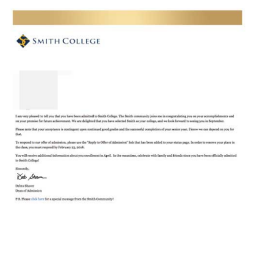 SMITH COLLEGE
I am very pleased to tell you that you have been admitted to Smith College. The Smith community joins me in congratulating you on your accomplishments and
on your promise for future achievement. We are delighted that you have selected Smith as your college, and we look forward to seeing you in September.
Please note that your acceptance is contingent upon continued good grades and the successful completion of your senior year. I know we can depend on you for
that.
To respond to our offer of admission, please use the "Reply to Offer of Admission" link that has been added to your status page. In order to reserve your place in
the class, you must respond by February 22, 2018.
You will receive additional information about you enrollment in April. In the meantime, celebrate with family and friends since you have been officially admitted
to Smith College!
Sincerely,
Debra Shaver
Dean of Admission
P.S. Please click here for a special message from the Smith community!